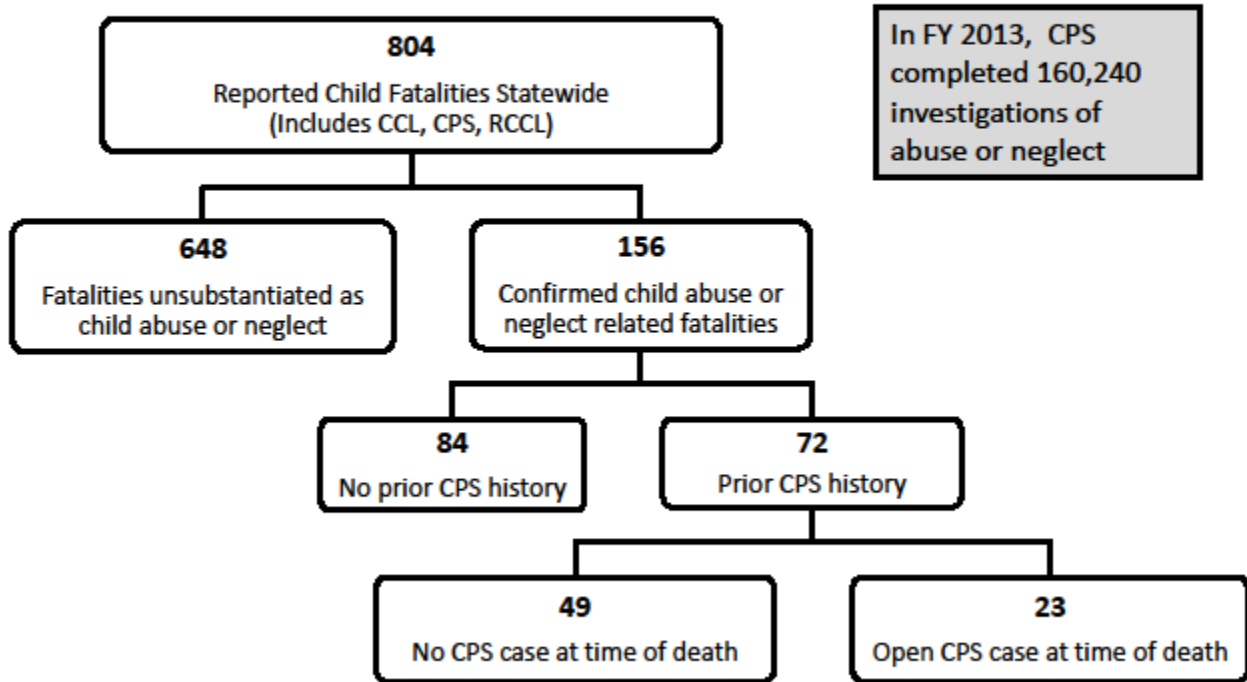 804
Reported Child Fatalities Statewide
(Includes CCL, CPS, RCCL)
In FY 2013, CPS
completed 160,240
investigations of
abuse or neglect
648
Fatalities unsubstantiated as
child abuse or neglect
156
Confirmed child abuse or
neglect related fatalities
84
No prior CPS history
72
Prior CPS history
49
No CPS case at time of death
23
Open CPS case at time of death